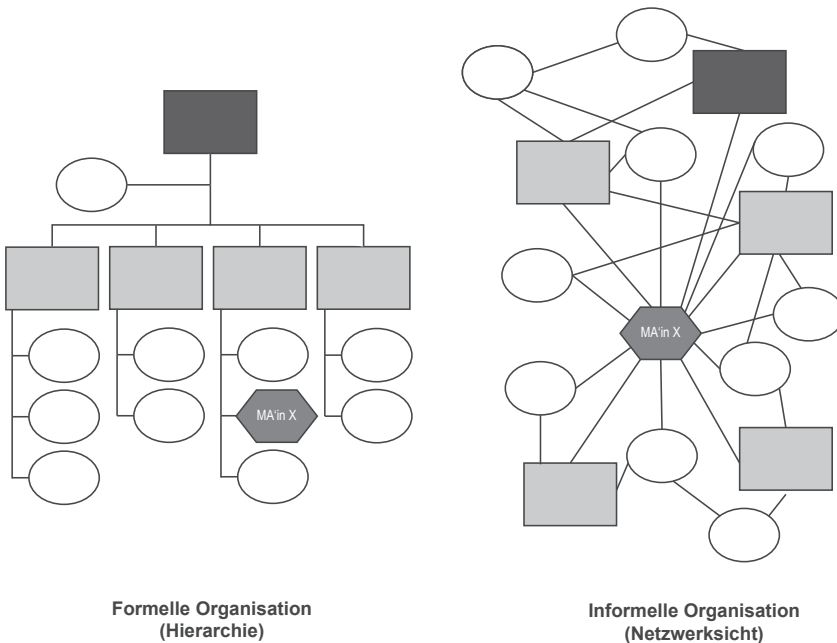 MA'in X
MA'in X
Formelle Organisation
(Hierarchie)
Informelle Organisation
(Netzwerksicht)